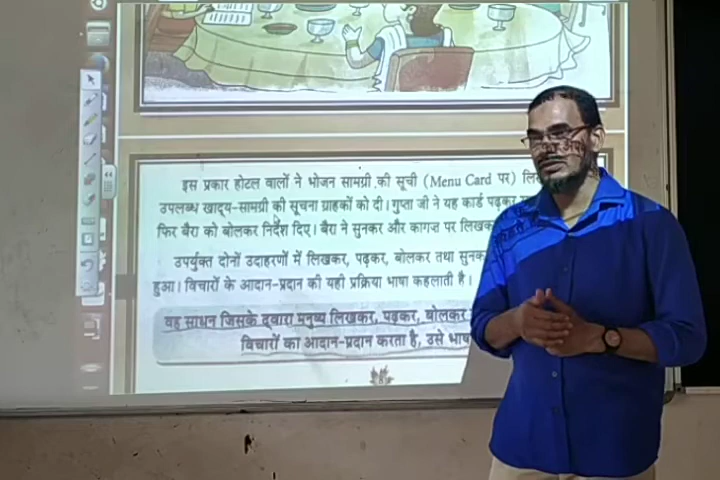 इस प्रकार होटल वालों ने भोजन सामग्री की सूची (Menu Card पर)
उपलब्ध खाद्य-सामग्री की सूचना ग्राहकों को दी। गुप्ता जी ने यह कार्ड पढ़कर
फिर बैरा को बोलकर निर्देश दिए। बैरा ने सुनकर और कागज़ पर
उपर्युक्त दोनों उदाहरणों में लिखकर, पढ़कर, बोलकर तथा
हुआ। विचारों के आदान-प्रदान की यही प्रक्रिया भाषा कहलाती है।
वह साधन जिसके द्वारा मनुष्य लिखकर, पढ़कर, बोलकर
विचारों का आदान-प्रदान करता है, उसे